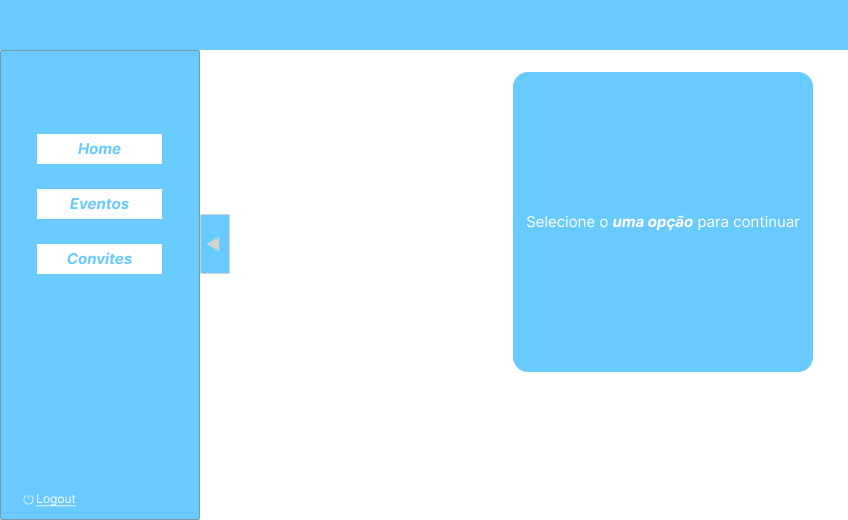 Home
Eventos
Convites
Selecione o uma opção para continuar
Logout